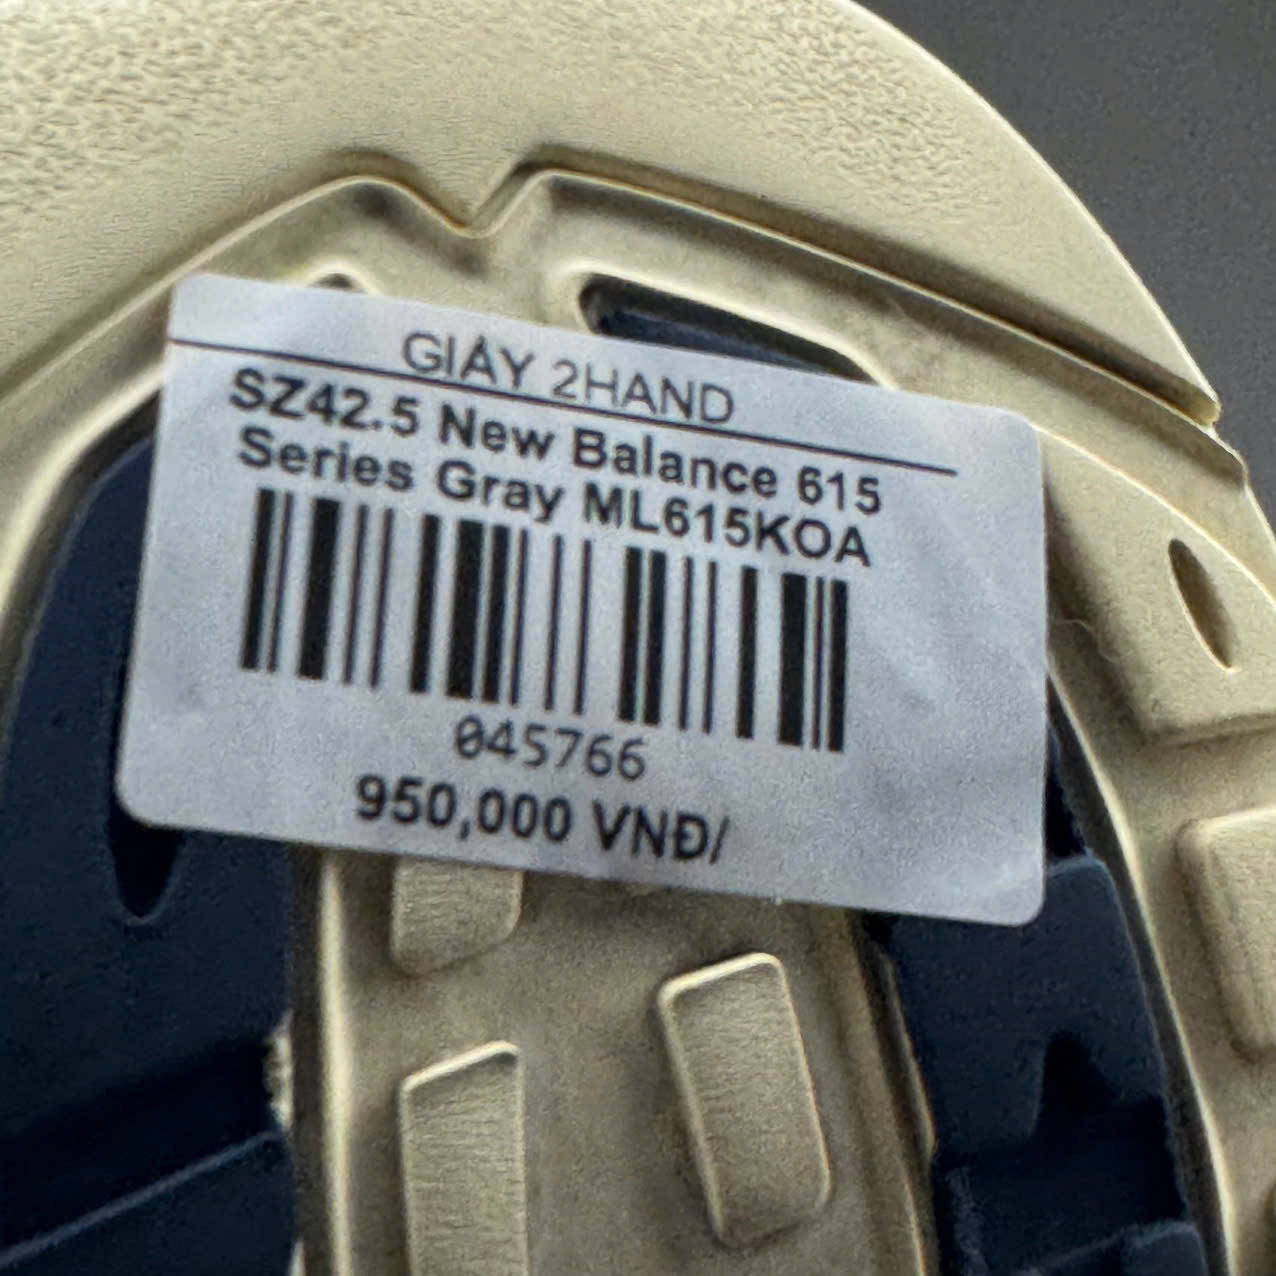 GIÀY 2HAND
SZ42.5 New Balance 615
Series Gray ML615KOA
045766
950,000 VNĐ/